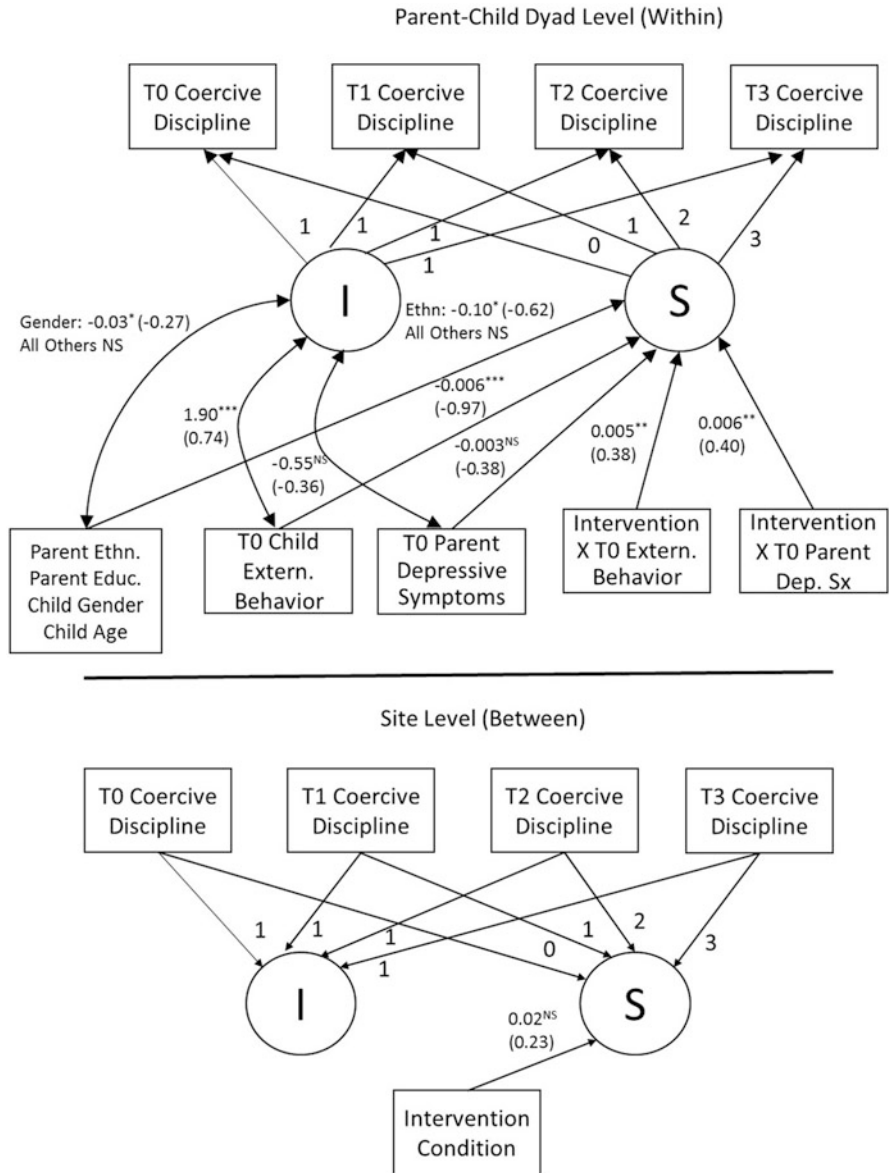 Parent-Child Dyad Level (Within)
T0 Coercive
Discipline
T1 Coercive
Discipline
T2 Coercive
Discipline
T3 Coercive
Discipline
1
1
1
1
0
1
2
3
I
S
Gender: -0.03* (-0.27)
All Others NS
Ethn: -0.10* (-0.62)
All Others NS
1.90***
(0.74)
-0.55NS
(-0.36)
-0.006***
(-0.97)
-0.003NS
(-0.38)
0.005**
(0.38)
0.006**
(0.40)
Parent Ethn.
Parent Educ.
Child Gender
Child Age
T0 Child
Extern.
Behavior
T0 Parent
Depressive
Symptoms
Intervention
X T0 Extern.
Behavior
Intervention
X T0 Parent
Dep. Sx
Site Level (Between)
T0 Coercive
Discipline
T1 Coercive
Discipline
T2 Coercive
Discipline
T3 Coercive
Discipline
1
1
1
1
0
1
2
3
I
S
0.02NS
(0.23)
Intervention
Condition